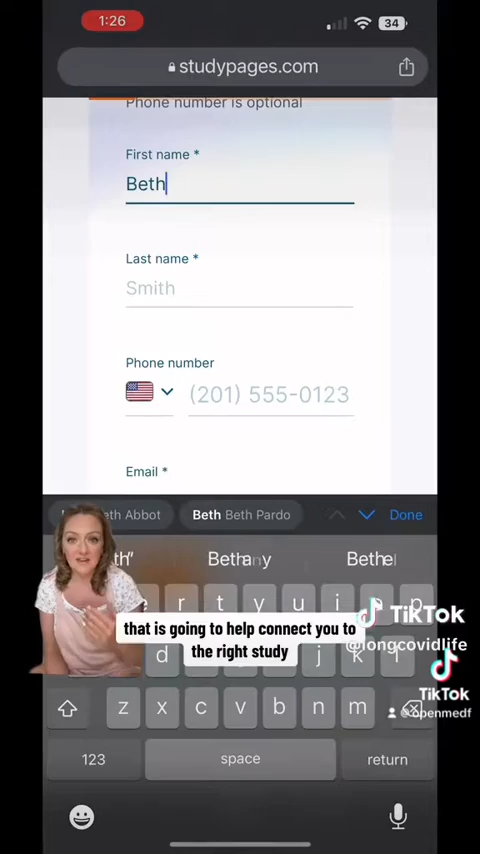 1:26
34
studypages.com
Phone number is optional
First name *
Beth
Last name *
Smith
Phone number
(201) 555-0123
Email *
Abbot
Beth Beth Pardo
Done
Bethany
Bethel
r t y u i p
that is going to help connect you to
the right study
d j k l
TikTok
@longcovidlife
TikTok
@openmedf
z x c v b n m
123
space
return